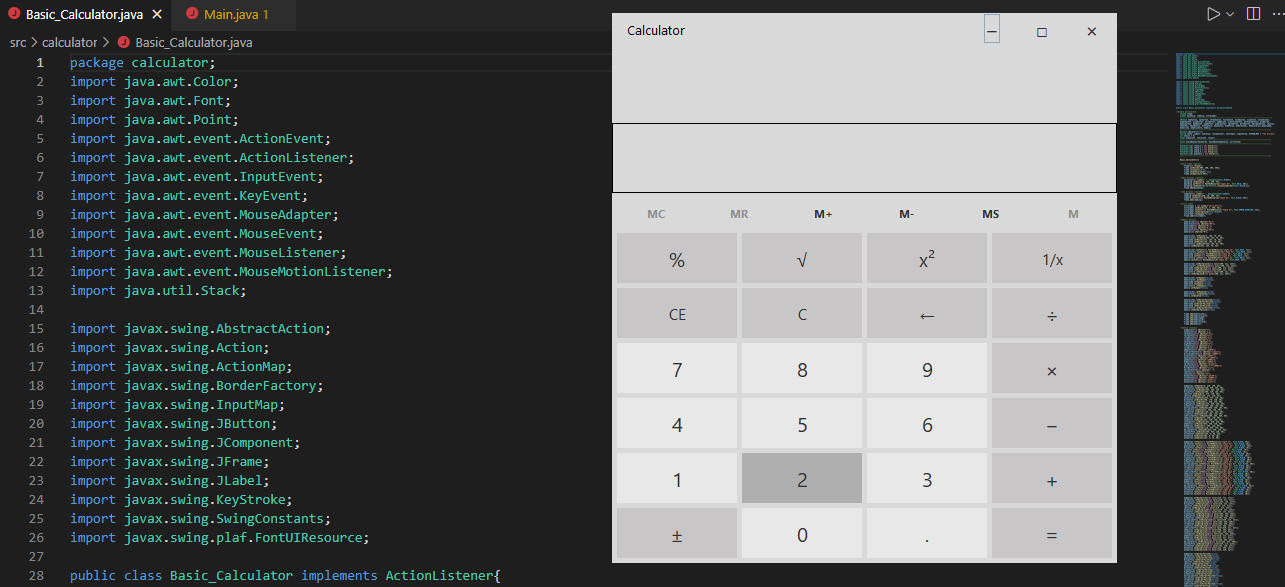 Basic_Calculator.java
Main.java 1
src > calculator > Basic_Calculator.java
1 package calculator;
2 import java.awt.Color;
3 import java.awt.Font;
4 import java.awt.Point;
5 import java.awt.event.ActionEvent;
6 import java.awt.event.ActionListener;
7 import java.awt.event.InputEvent;
8 import java.awt.event.KeyEvent;
9 import java.awt.event.MouseAdapter;
10 import java.awt.event.MouseEvent;
11 import java.awt.event.MouseListener;
12 import java.awt.event.MouseMotionListener;
13 import java.util.Stack;
14
15 import javax.swing.AbstractAction;
16 import javax.swing.Action;
17 import javax.swing.ActionMap;
18 import javax.swing.BorderFactory;
19 import javax.swing.InputMap;
20 import javax.swing.JButton;
21 import javax.swing.JComponent;
22 import javax.swing.JFrame;
23 import javax.swing.JLabel;
24 import javax.swing.KeyStroke;
25 import javax.swing.SwingConstants;
26 import javax.swing.plaf.FontUIResource;
27
28 public class Basic_Calculator implements ActionListener{
Calculator
MC MR M+ M- MS M
% √ x² 1/x
CE C ← ÷
7 8 9 ×
4 5 6 −
1 2 3 +
± 0 . =